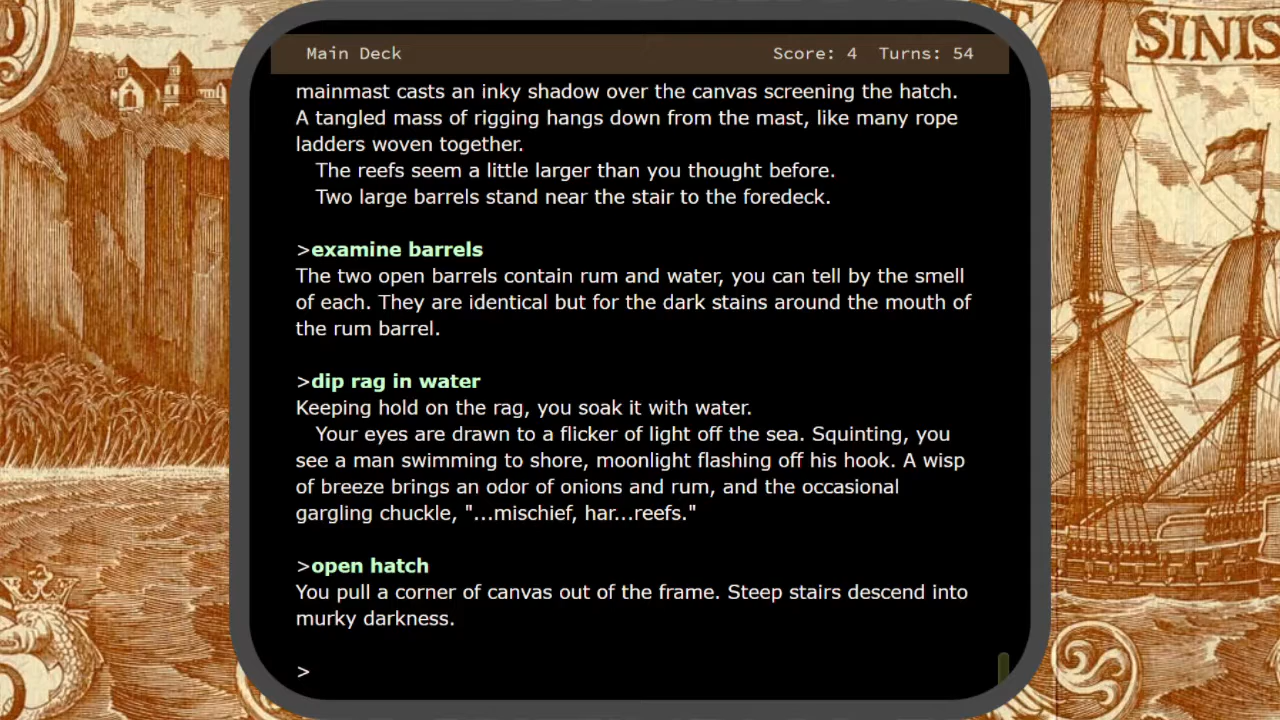 SINIS
Main Deck Score: 4 Turns: 54
mainmast casts an inky shadow over the canvas screening the hatch.
A tangled mass of rigging hangs down from the mast, like many rope
ladders woven together.
The reefs seem a little larger than you thought before.
Two large barrels stand near the stair to the foredeck.
>examine barrels
The two open barrels contain rum and water, you can tell by the smell
of each. They are identical but for the dark stains around the mouth of
the rum barrel.
>dip rag in water
Keeping hold on the rag, you soak it with water.
Your eyes are drawn to a flicker of light off the sea. Squinting, you
see a man swimming to shore, moonlight flashing off his hook. A wisp
of breeze brings an odor of onions and rum, and the occasional
gargling chuckle, "...mischief, har...reefs."
>open hatch
You pull a corner of canvas out of the frame. Steep stairs descend into
murky darkness.
>